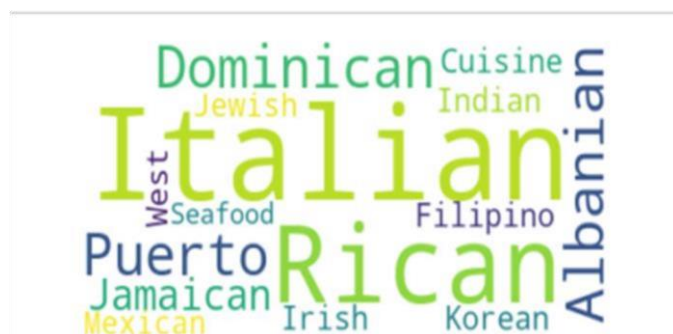 Dominican Cuisine
Jewish Indian
Italian
Albanian
West
Seafood Filipino
Puerto Rican
Jamaican
Mexican Irish Korean